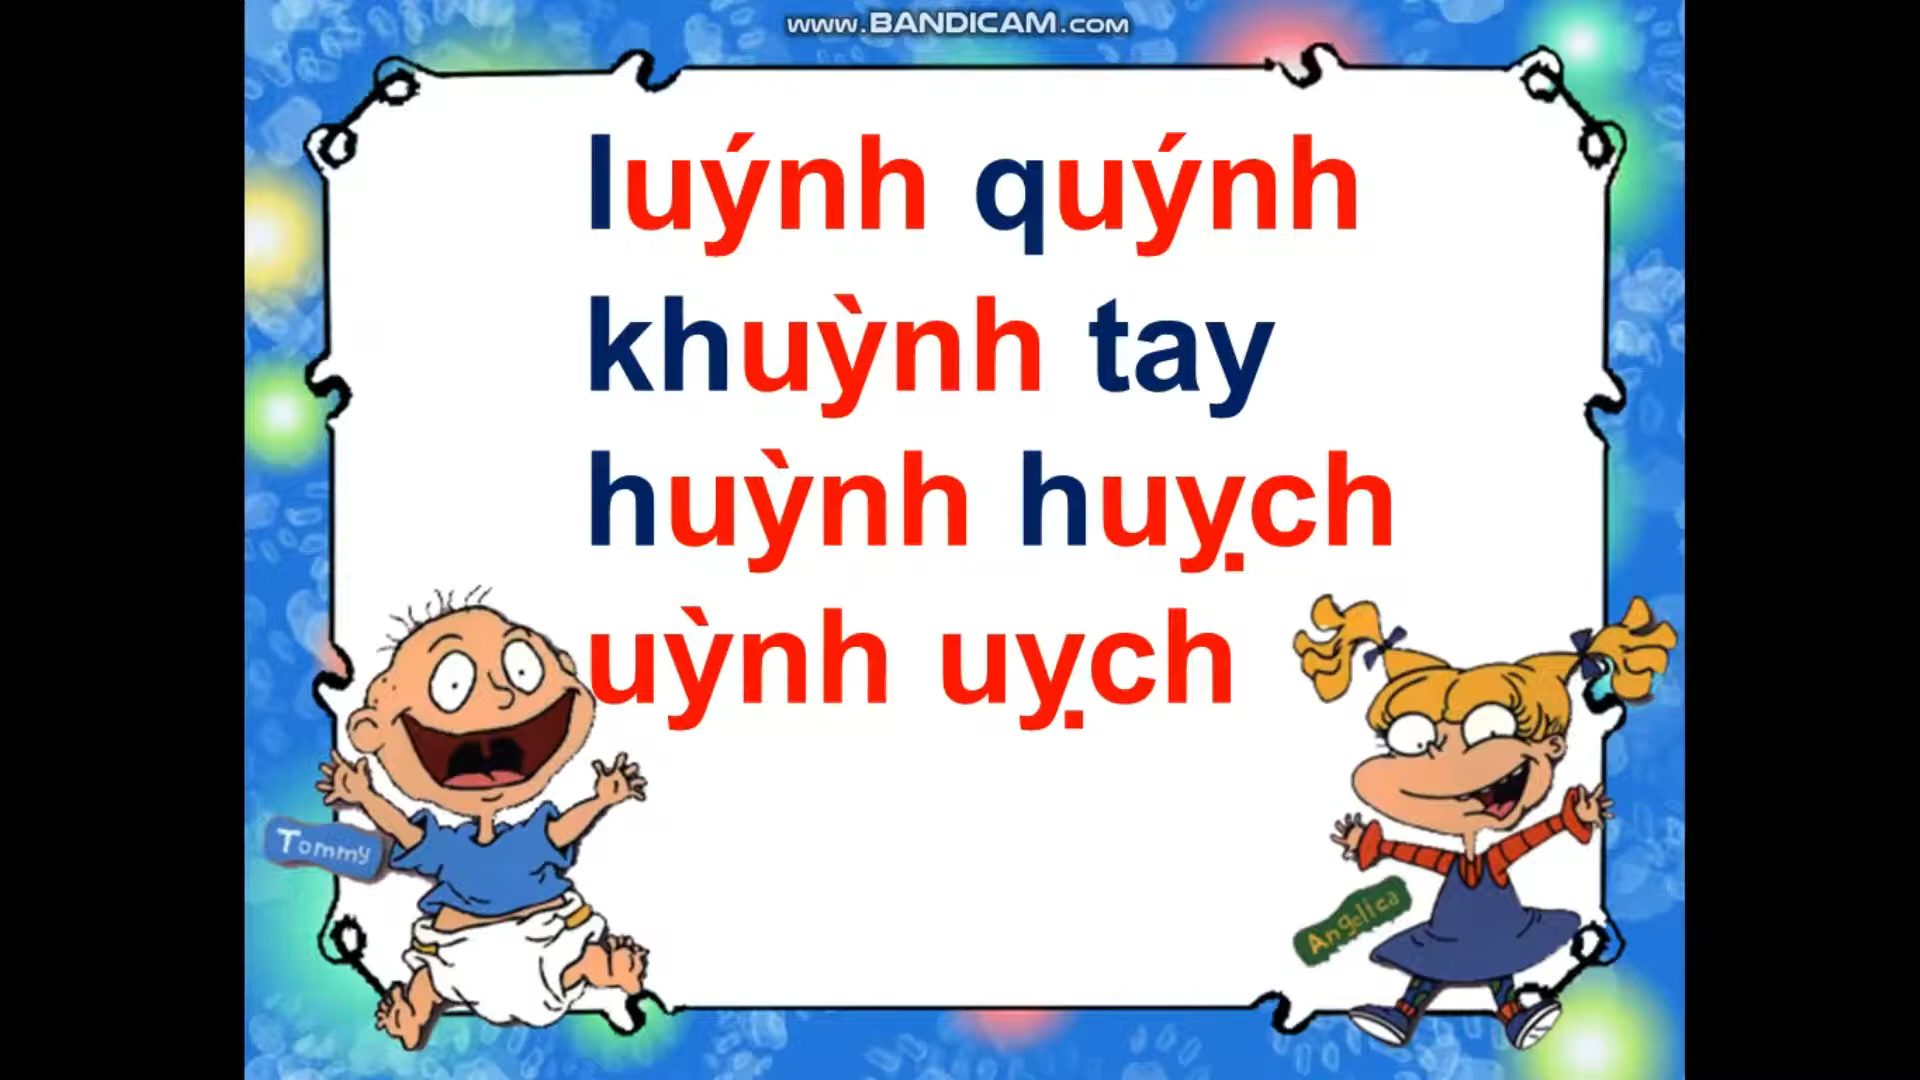 www.BANDICAM.com
luýnh quýnh
khuỳnh tay
huỳnh huỵch
uỳnh uỵch
Tommy
Angelica